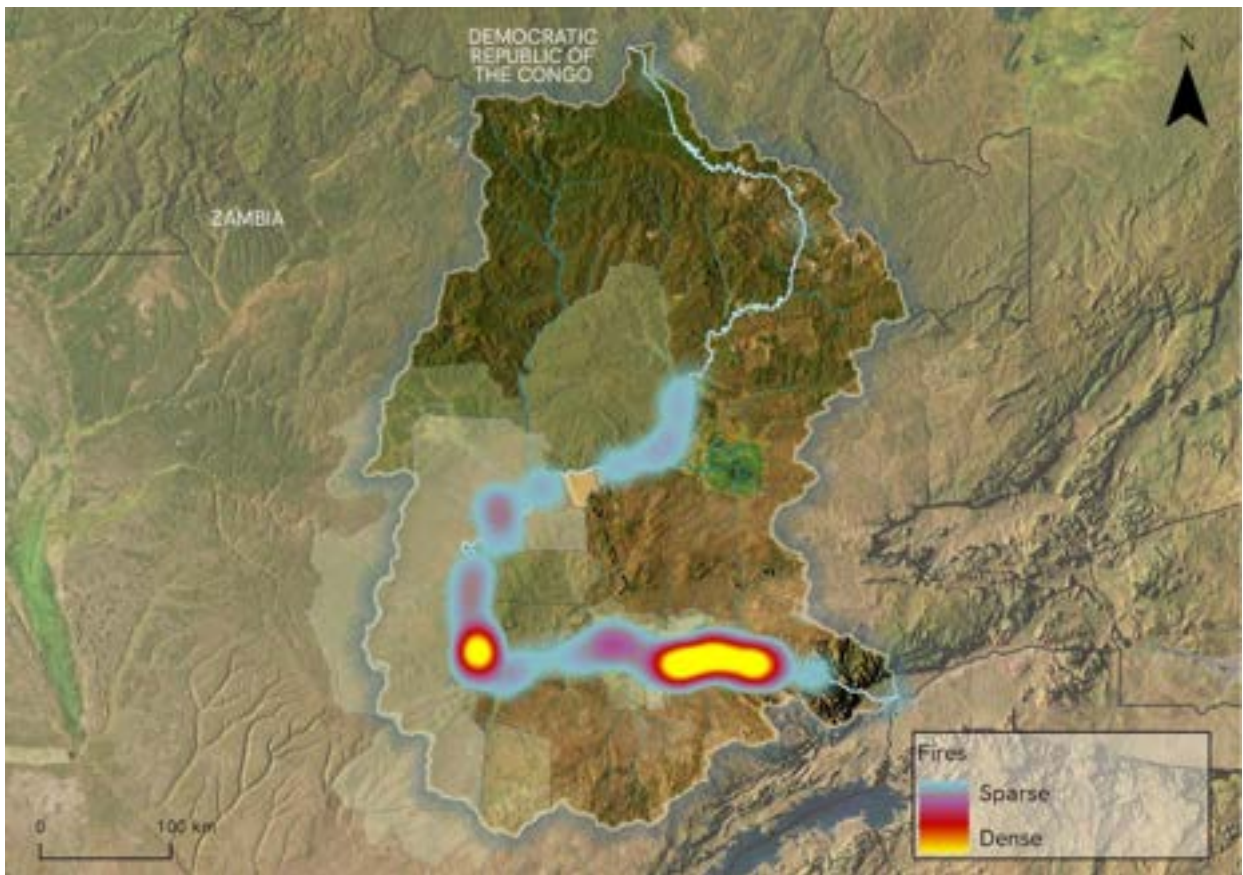 DEMOCRATIC
REPUBLIC OF
THE CONGO
N
ZAMBIA
Fires
Sparse
Dense
0 100 km